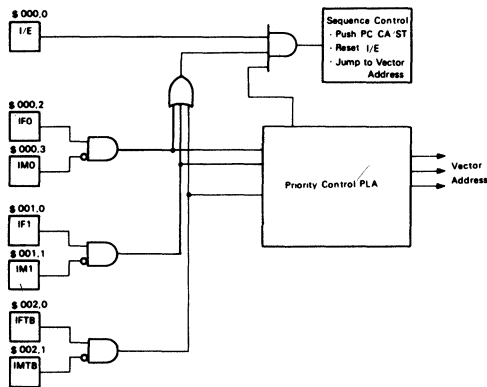 $ 000,0
I/E
Sequence Control
· Push PC CA ST
· Reset I/E
· Jump to Vector
Address
$ 000,2
IF0
$ 000,3
IM0
Priority Control PLA
Vector
Address
$ 001,0
IF1
$ 001,1
IM1
$ 002,0
IFTB
$ 002,1
IMTB